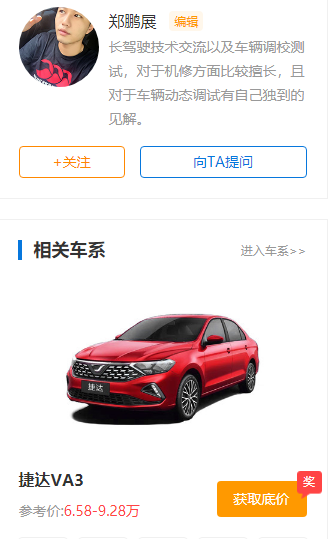 郑鹏展 编辑
长驾驶技术交流以及车辆调校测
试，对于机修方面比较擅长，且
对于车辆动态调试有自己独到的
见解。
+关注 向TA提问
相关车系 进入车系>>
捷达
捷达VA3
奖
参考价:6.58-9.28万 获取底价